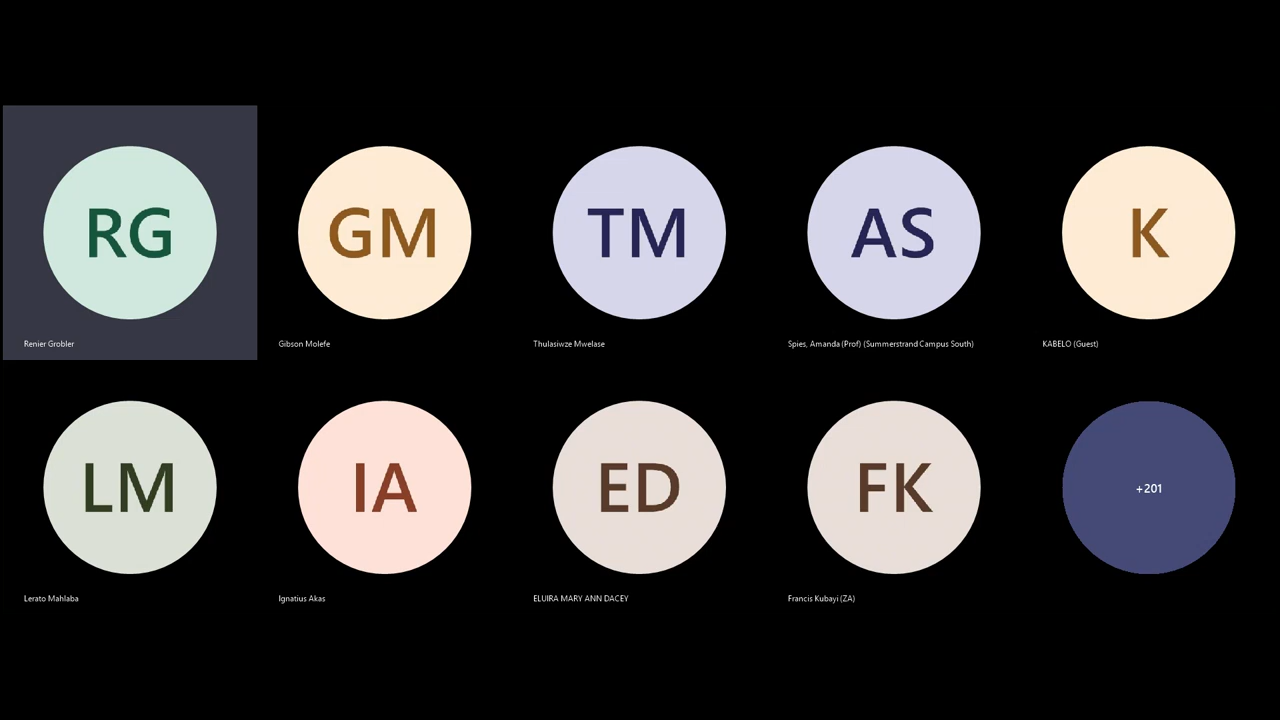 RG
GM
TM
AS
K
Renier Grobler
Gibson Molefe
Thulasiwze Mwelase
Spies, Amanda (Prof) (Summerstrand Campus South)
KABELO (Guest)
LM
IA
ED
FK
+201
Lerato Mahlaba
Ignatius Akas
ELUIRA MARY ANN DACEY
Francis Kubayi (ZA)